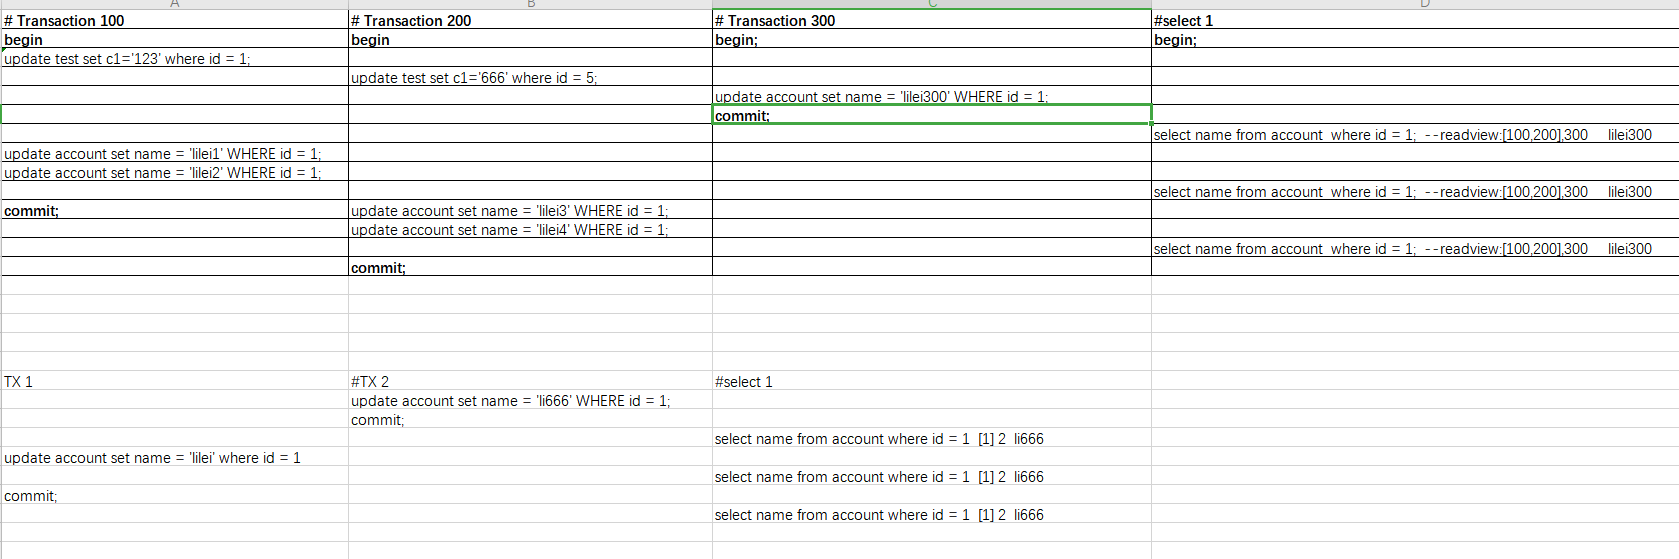 A B C D
# Transaction 100 # Transaction 200 # Transaction 300 #select 1
begin begin begin; begin;
update test set c1='123' where id = 1;
update test set c1='666' where id = 5;
update account set name = 'lilei300' WHERE id = 1;
commit;
select name from account  where id = 1;  --readview:[100,200],300     lilei300
update account set name = 'lilei1' WHERE id = 1;
update account set name = 'lilei2' WHERE id = 1;
select name from account  where id = 1;  --readview:[100,200],300     lilei300
commit; update account set name = 'lilei3' WHERE id = 1;
update account set name = 'lilei4' WHERE id = 1;
select name from account  where id = 1;  --readview:[100,200],300     lilei300
commit;
TX 1 #TX 2 #select 1
update account set name = 'li666' WHERE id = 1;
commit;
select name from account where id = 1  [1] 2  li666
update account set name = 'lilei' where id = 1
select name from account where id = 1  [1] 2  li666
commit;
select name from account where id = 1  [1] 2  li666